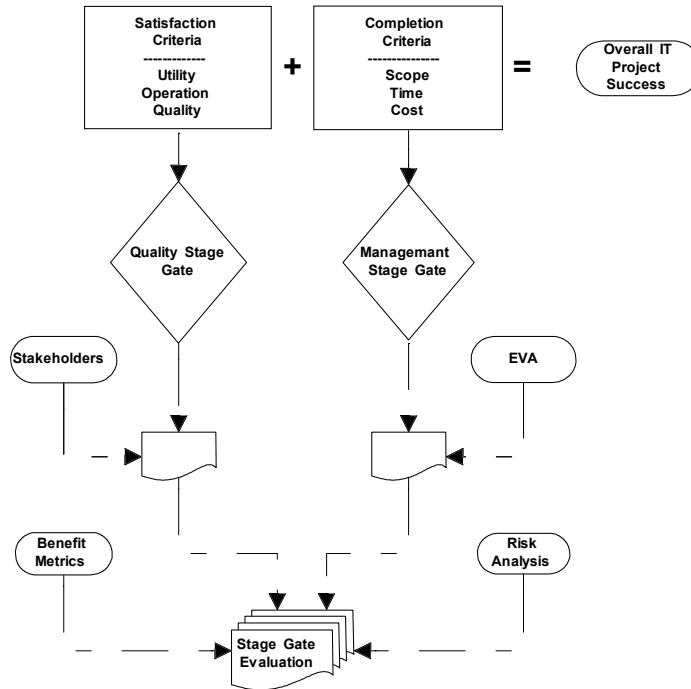 Satisfaction
Criteria
-------------
Utility
Operation
Quality
+
Completion
Criteria
---------------
Scope
Time
Cost
=
Overall IT
Project
Success
Quality Stage
Gate
Managemant
Stage Gate
Stakeholders
EVA
Benefit
Metrics
Risk
Analysis
Stage Gate
Evaluation